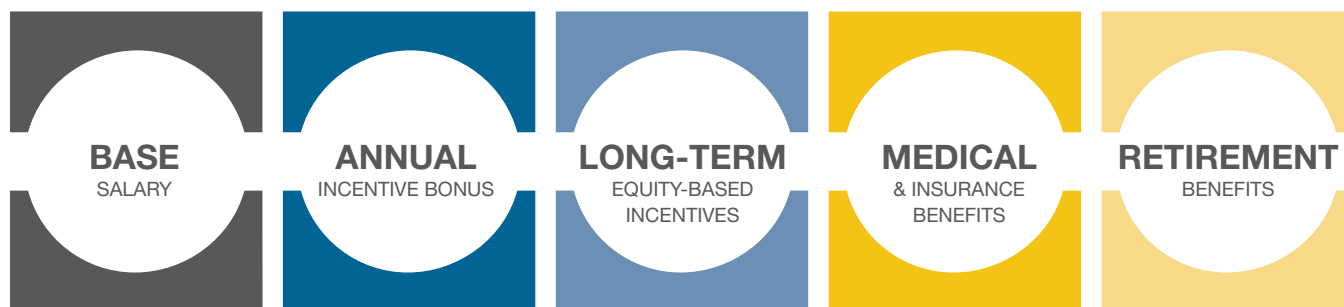 BASE
SALARY
ANNUAL
INCENTIVE BONUS
LONG-TERM
EQUITY-BASED
INCENTIVES
MEDICAL
& INSURANCE
BENEFITS
RETIREMENT
BENEFITS